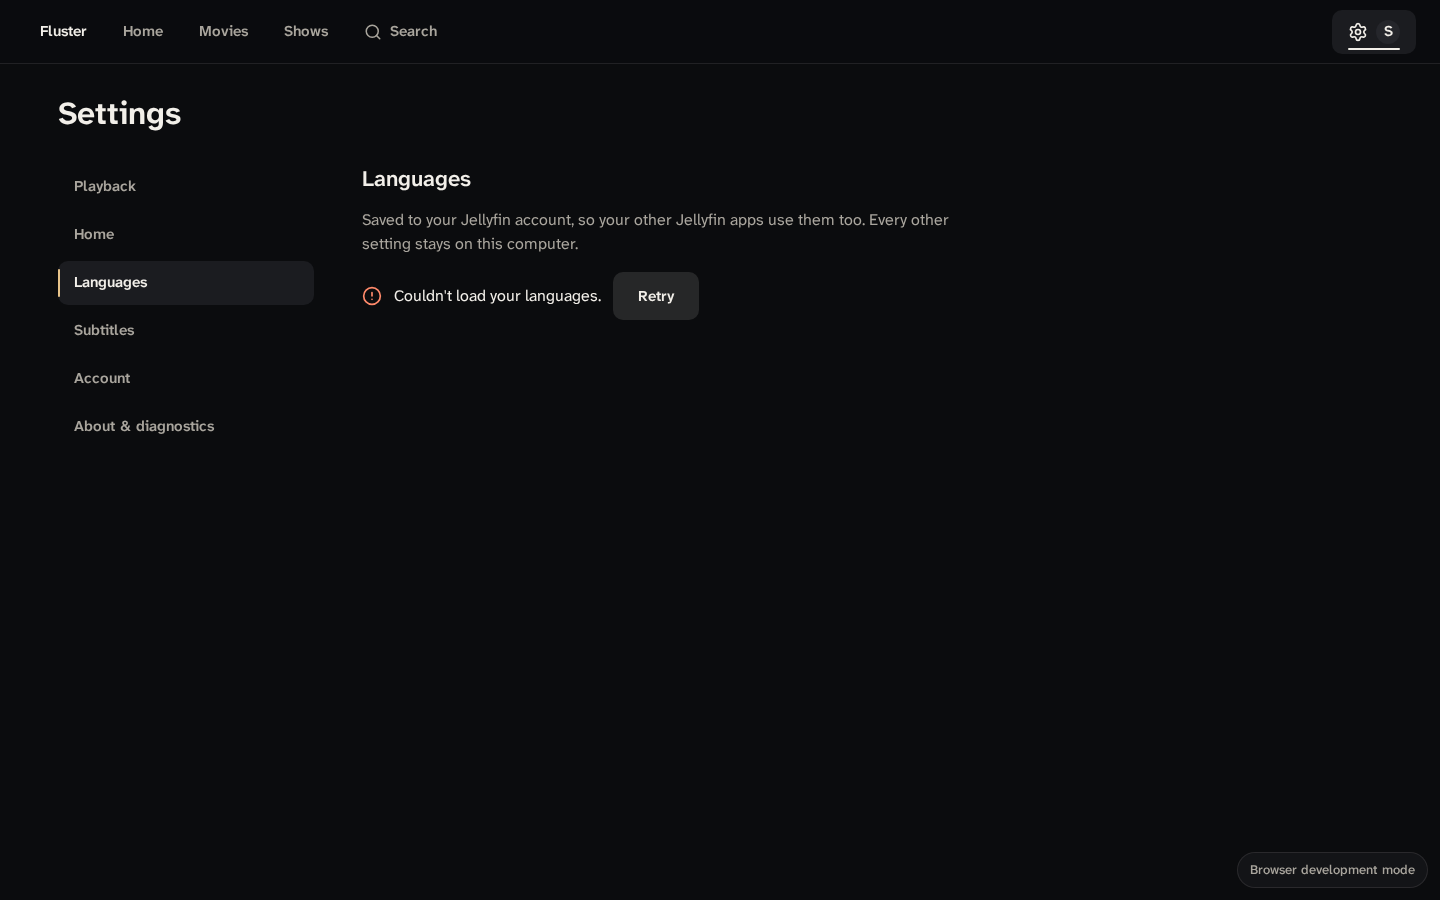 Fluster
Home
Movies
Shows
Search
S
Settings
Playback
Home
Languages
Subtitles
Account
About & diagnostics
Languages
Saved to your Jellyfin account, so your other Jellyfin apps use them too. Every other
setting stays on this computer.
Couldn't load your languages.
Retry
Browser development mode